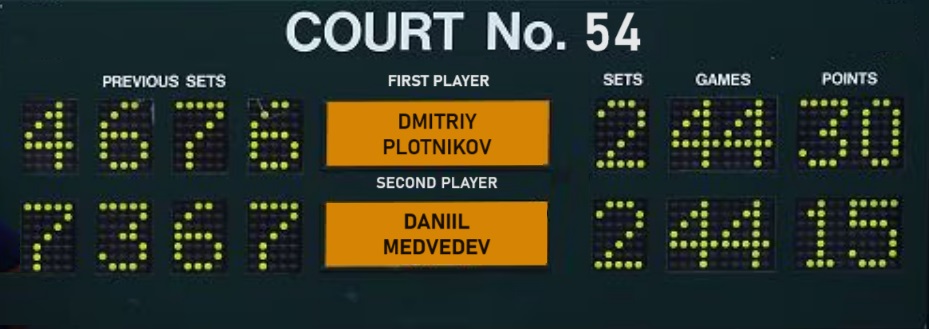 COURT No. 54
PREVIOUS SETS FIRST PLAYER SETS GAMES POINTS
4 6 7 6 DMITRIY PLOTNIKOV 2 44 30
SECOND PLAYER
7 3 6 7 DANIIL MEDVEDEV 2 44 15